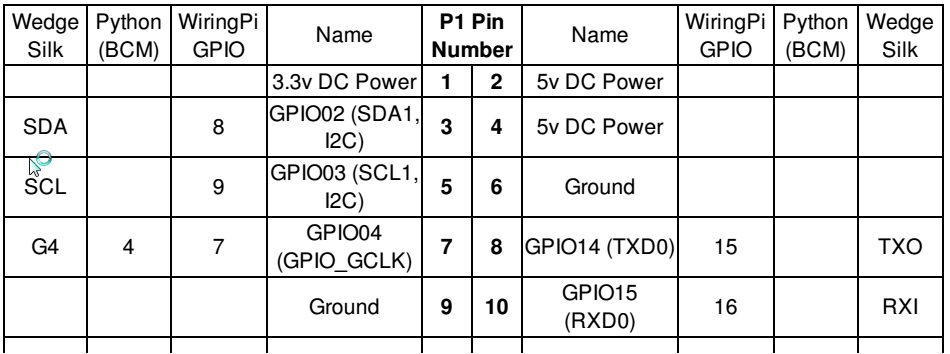 Wedge Silk Python (BCM) WiringPi GPIO Name P1 Pin Number Name WiringPi GPIO Python (BCM) Wedge Silk
3.3v DC Power 1 2 5v DC Power
SDA 8 GPIO02 (SDA1, I2C) 3 4 5v DC Power
SCL 9 GPIO03 (SCL1, I2C) 5 6 Ground
G4 4 7 GPIO04 (GPIO_GCLK) 7 8 GPIO14 (TXD0) 15 TXO
Ground 9 10 GPIO15 (RXD0) 16 RXI